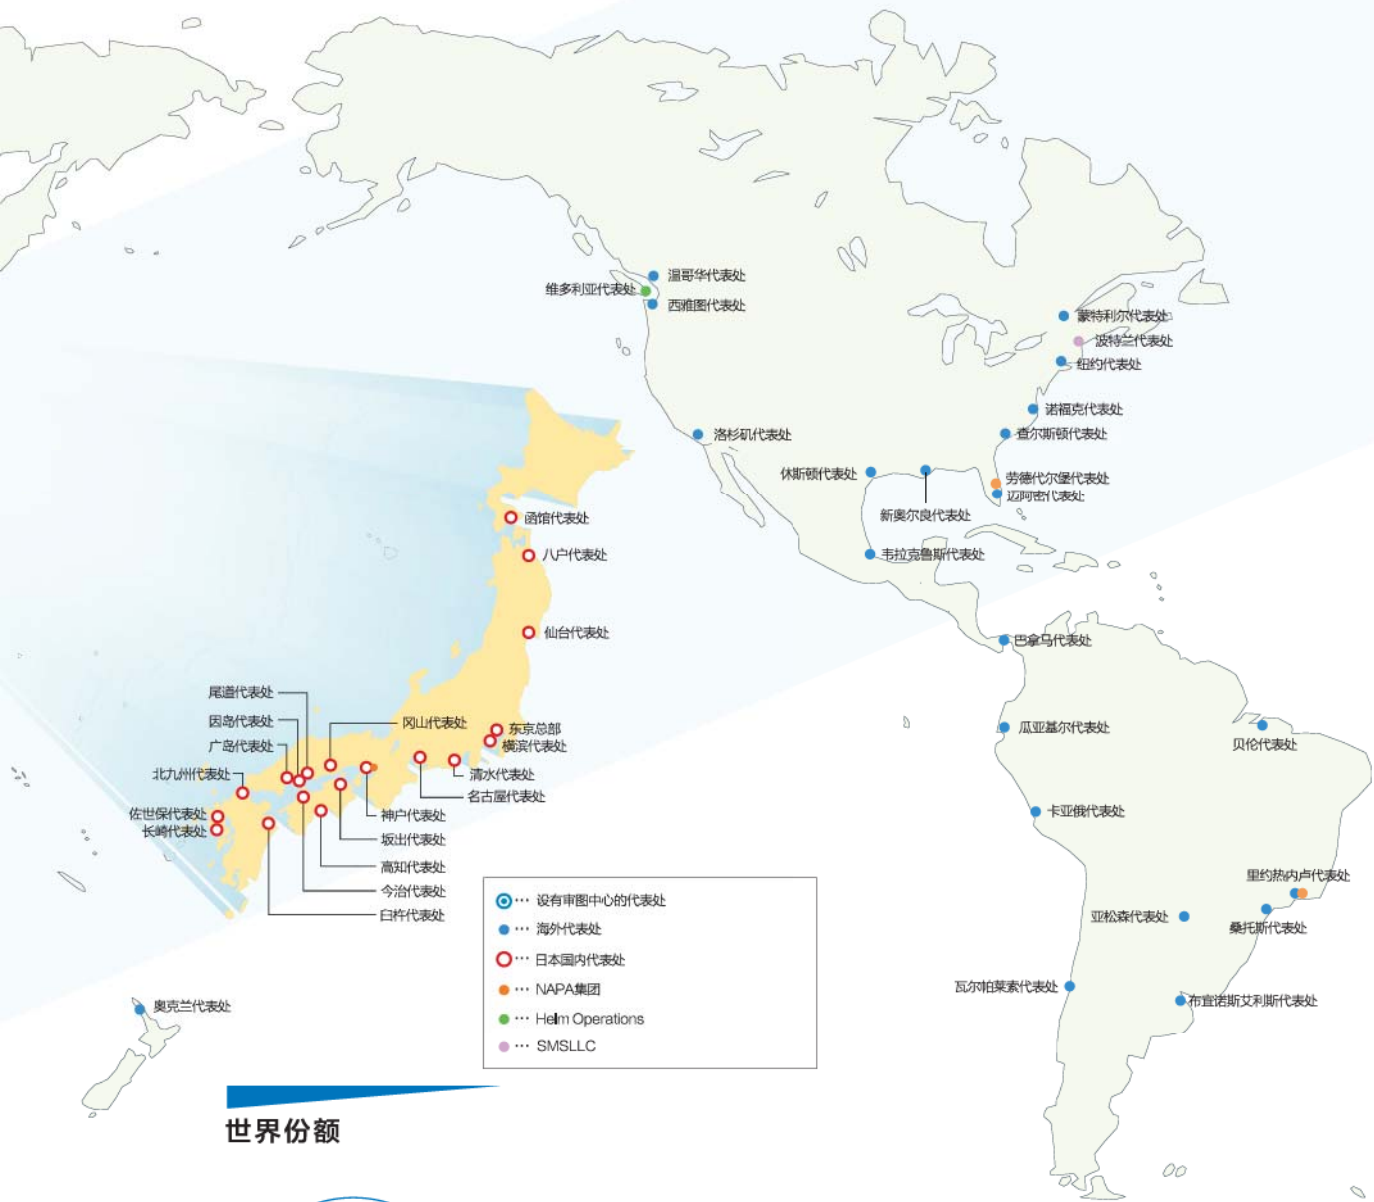 温哥华代表处
维多利亚代表处
西雅图代表处
蒙特利尔代表处
波特兰代表处
纽约代表处
诺福克代表处
查尔斯顿代表处
洛杉矶代表处
休斯顿代表处
劳德代尔堡代表处
迈阿密代表处
新奥尔良代表处
韦拉克鲁斯代表处
巴拿马代表处
瓜亚基尔代表处
贝伦代表处
卡亚俄代表处
里约热内卢代表处
亚松森代表处
桑托斯代表处
瓦尔帕莱索代表处
布宜诺斯艾利斯代表处
函馆代表处
八户代表处
仙台代表处
尾道代表处
因岛代表处
冈山代表处
广岛代表处
东京总部
横滨代表处
北九州代表处
清水代表处
名古屋代表处
佐世保代表处
长崎代表处
神户代表处
坂出代表处
高知代表处
今治代表处
臼杵代表处
奥克兰代表处
··· 设有审图中心的代表处
··· 海外代表处
··· 日本国内代表处
··· NAPA集团
··· Helm Operations
··· SMSLLC
世界份额